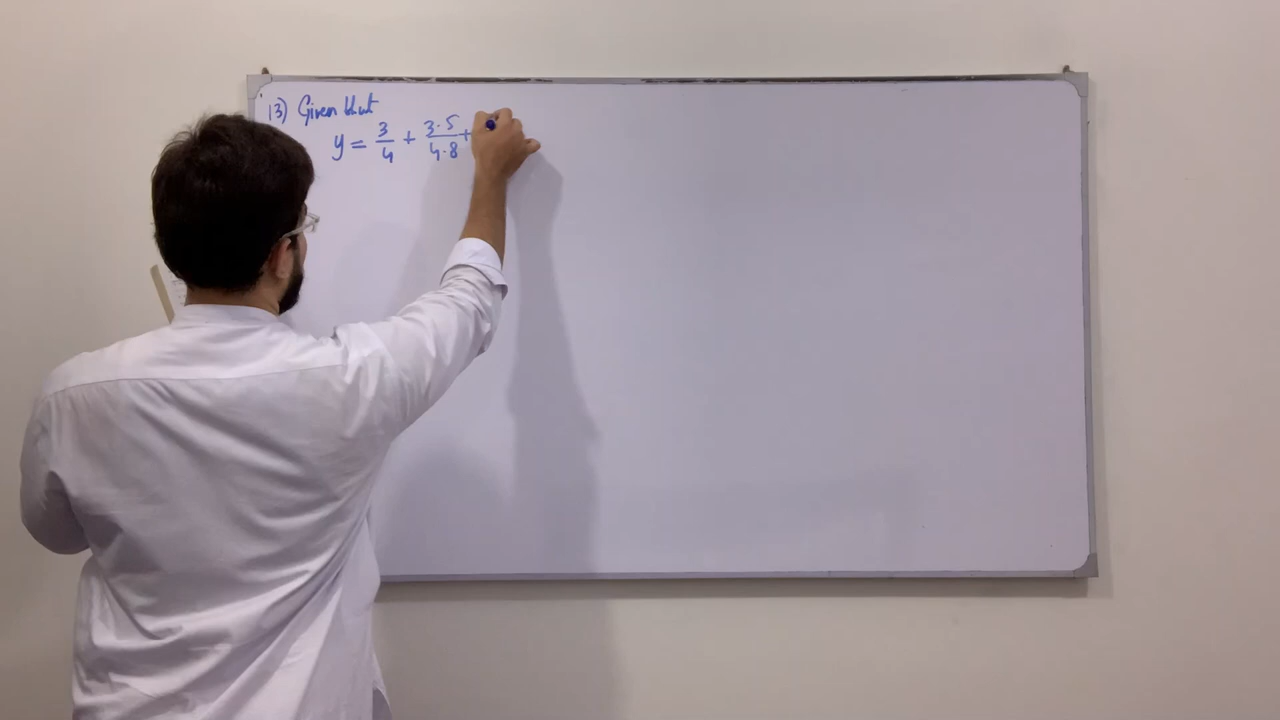 13) Given that
y = 3/4 + 3·5/4·8 +